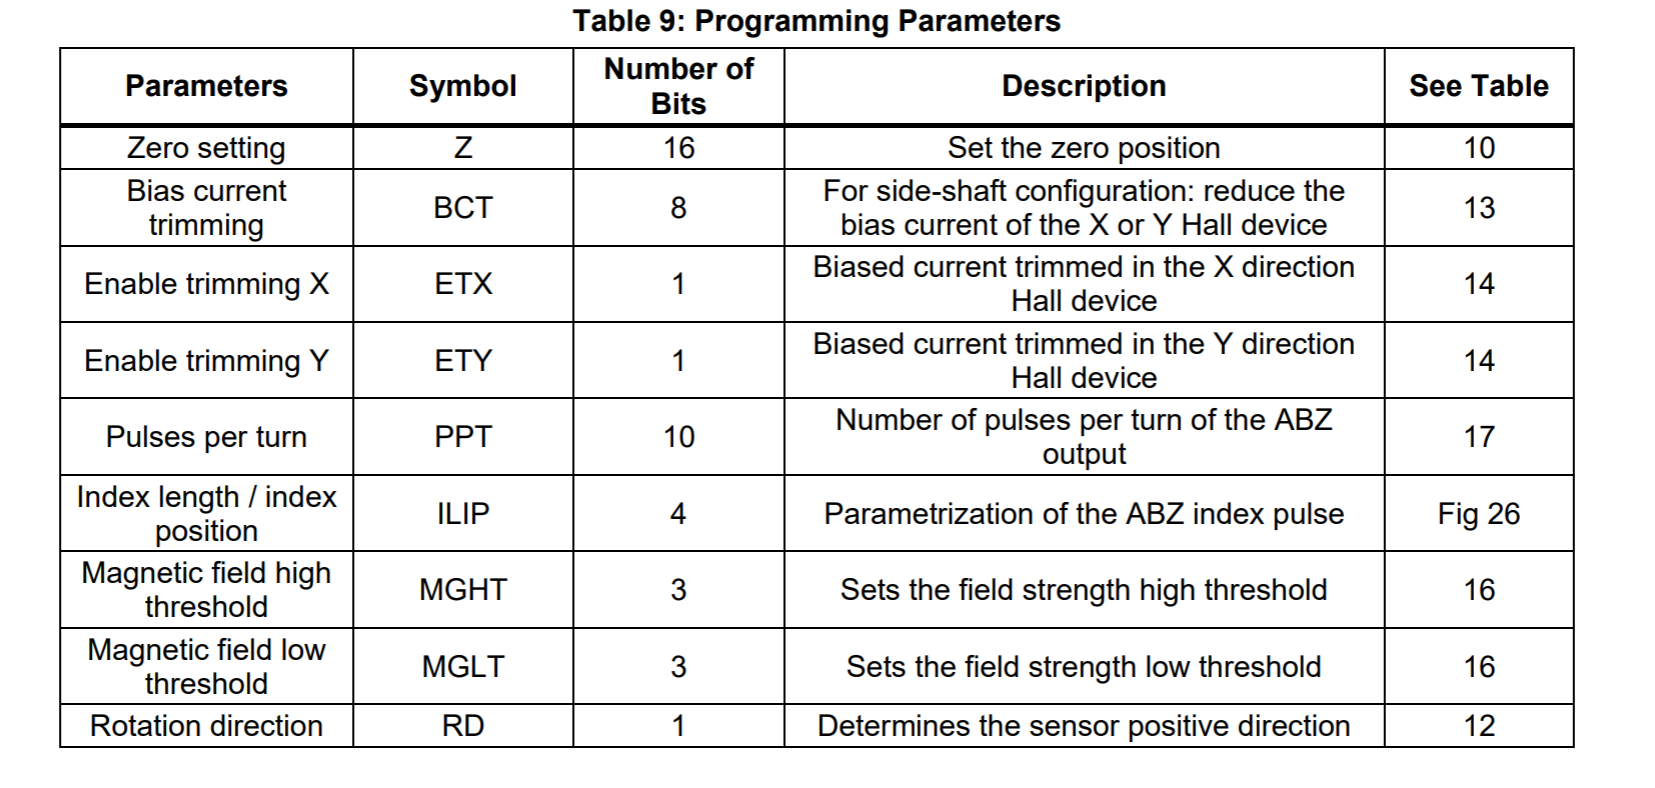 Table 9: Programming Parameters
Parameters Symbol Number of Bits Description See Table
Zero setting Z 16 Set the zero position 10
Bias current trimming BCT 8 For side-shaft configuration: reduce the bias current of the X or Y Hall device 13
Enable trimming X ETX 1 Biased current trimmed in the X direction Hall device 14
Enable trimming Y ETY 1 Biased current trimmed in the Y direction Hall device 14
Pulses per turn PPT 10 Number of pulses per turn of the ABZ output 17
Index length / index position ILIP 4 Parametrization of the ABZ index pulse Fig 26
Magnetic field high threshold MGHT 3 Sets the field strength high threshold 16
Magnetic field low threshold MGLT 3 Sets the field strength low threshold 16
Rotation direction RD 1 Determines the sensor positive direction 12